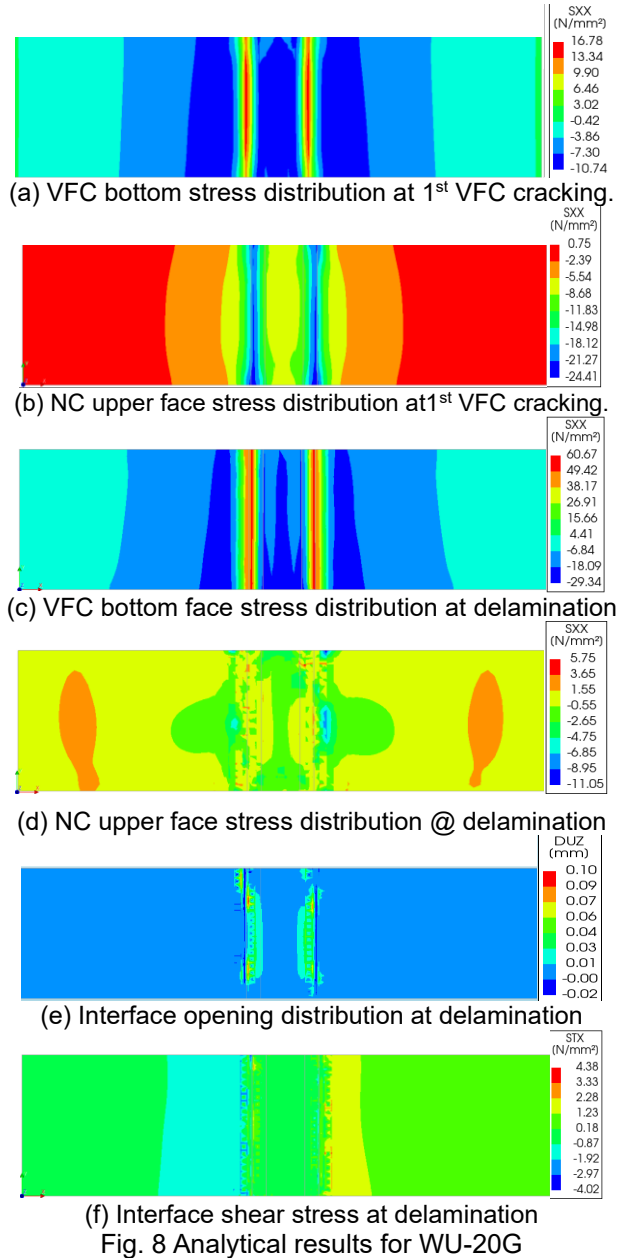 SXX
(N/mm²)
16.78
13.34
9.90
6.46
3.02
-0.42
-3.86
-7.30
-10.74
(a) VFC bottom stress distribution at 1st VFC cracking.
SXX
(N/mm²)
0.75
-2.39
-5.54
-8.68
-11.83
-14.98
-18.12
-21.27
-24.41
(b) NC upper face stress distribution at1st VFC cracking.
SXX
(N/mm²)
60.67
49.42
38.17
26.91
15.66
4.41
-6.84
-18.09
-29.34
(c) VFC bottom face stress distribution at delamination
SXX
(N/mm²)
5.75
3.65
1.55
-0.55
-2.65
-4.75
-6.85
-8.95
-11.05
(d) NC upper face stress distribution @ delamination
DUZ
(mm)
0.10
0.09
0.07
0.06
0.04
0.03
0.01
-0.00
-0.02
(e) Interface opening distribution at delamination
STX
(N/mm²)
4.38
3.33
2.28
1.23
0.18
-0.87
-1.92
-2.97
-4.02
(f) Interface shear stress at delamination
Fig. 8 Analytical results for WU-20G